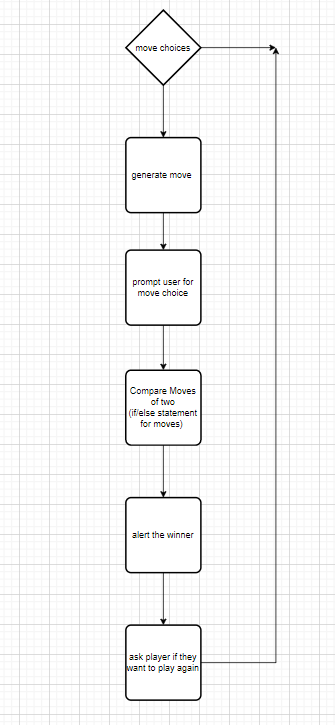 move choices
generate move
prompt user for
move choice
Compare Moves
of two
(if/else statement
for moves)
alert the winner
ask player if they
want to play again